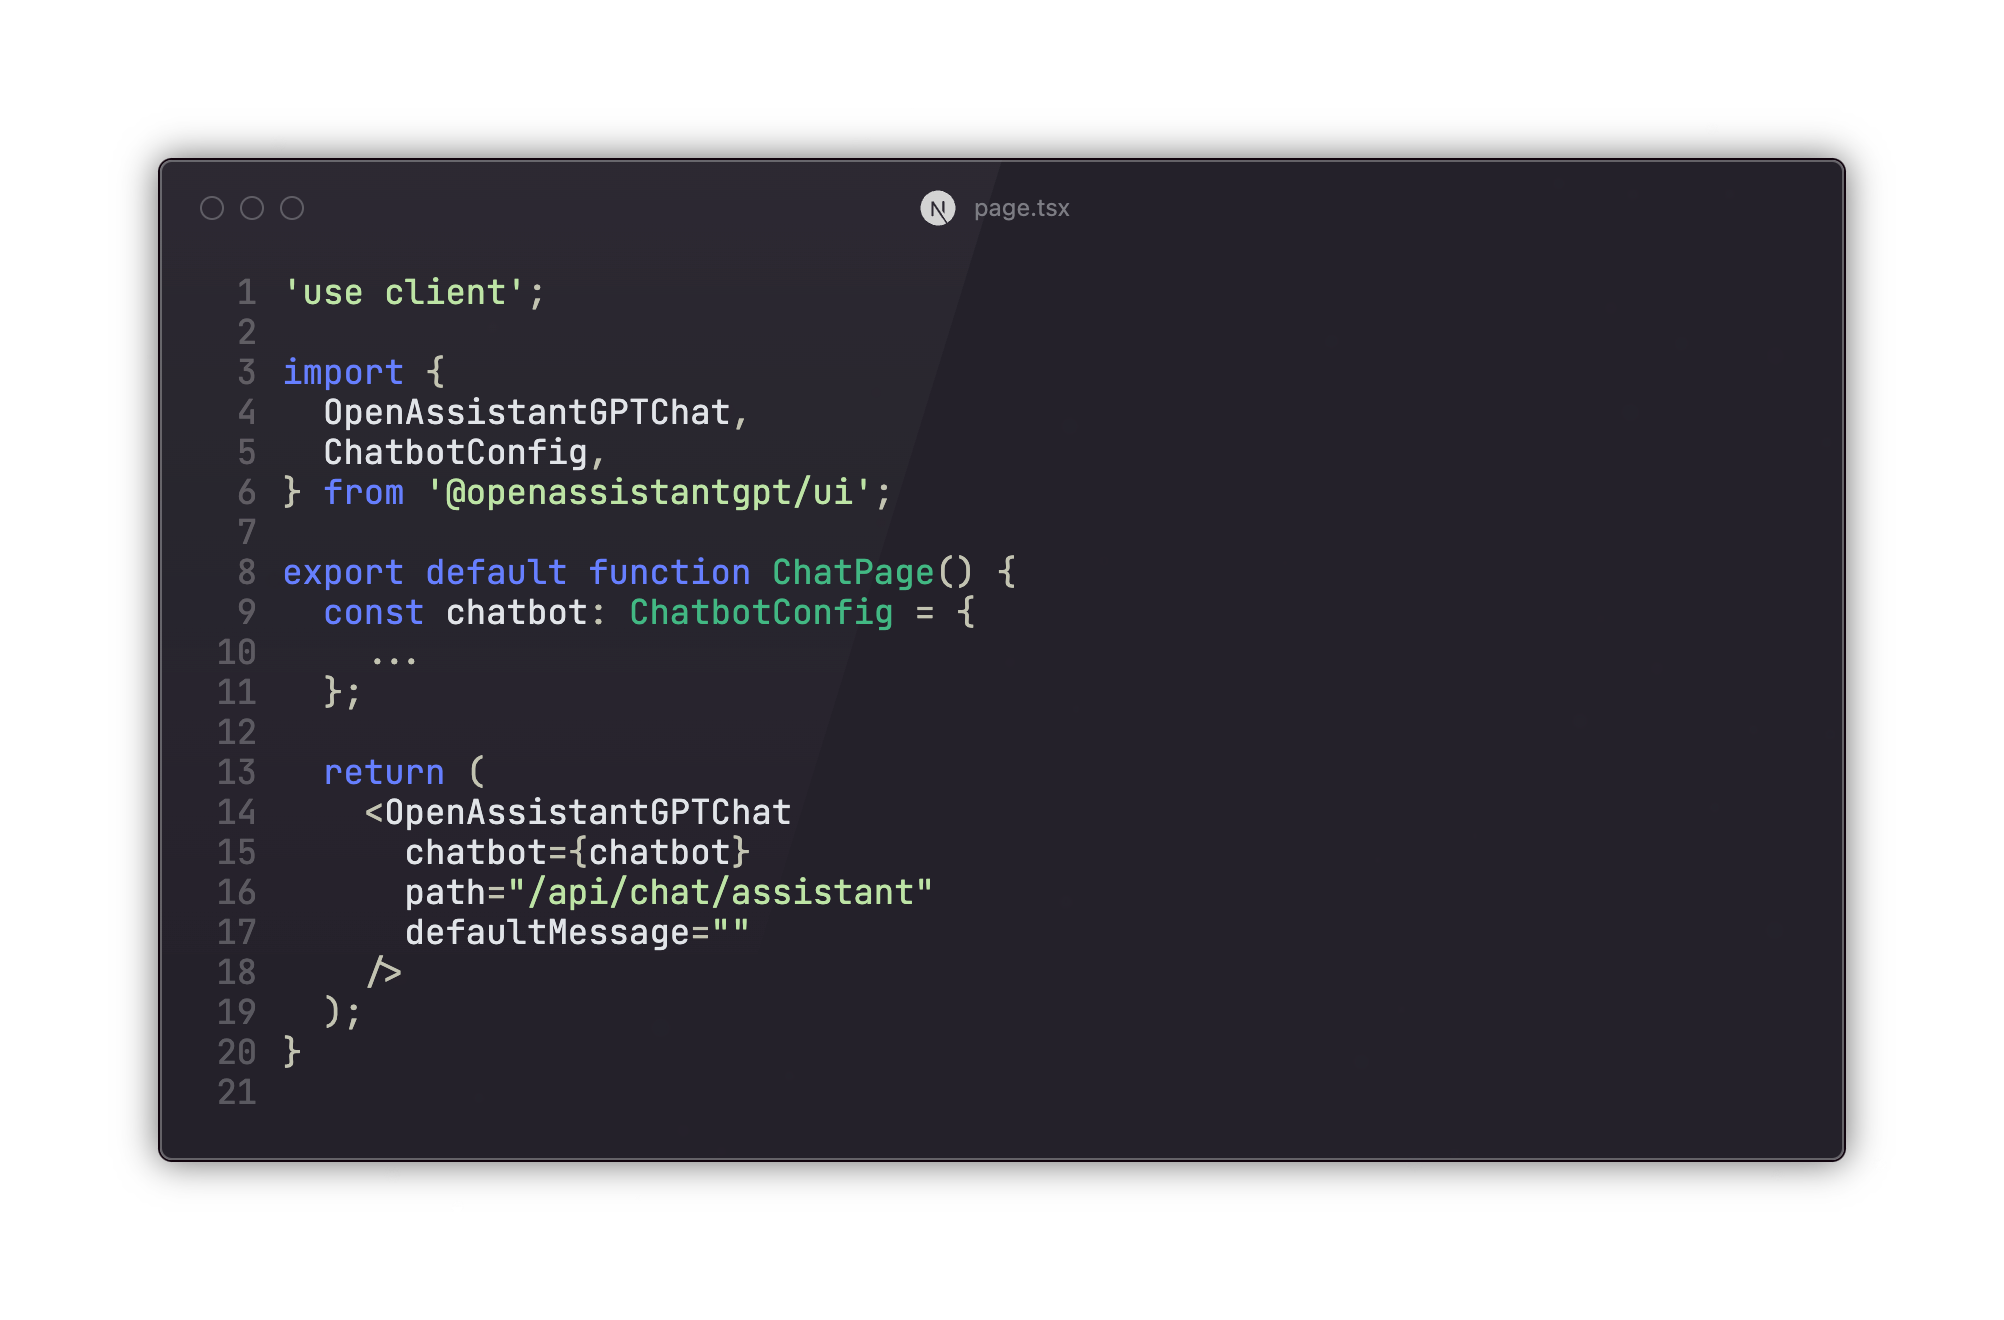 N page.tsx
1 'use client';
2
3 import {
4   OpenAssistantGPTChat,
5   ChatbotConfig,
6 } from '@openassistantgpt/ui';
7
8 export default function ChatPage() {
9   const chatbot: ChatbotConfig = {
10     ...
11   };
12
13   return (
14     <OpenAssistantGPTChat
15       chatbot={chatbot}
16       path="/api/chat/assistant"
17       defaultMessage=""
18     />
19   );
20 }
21